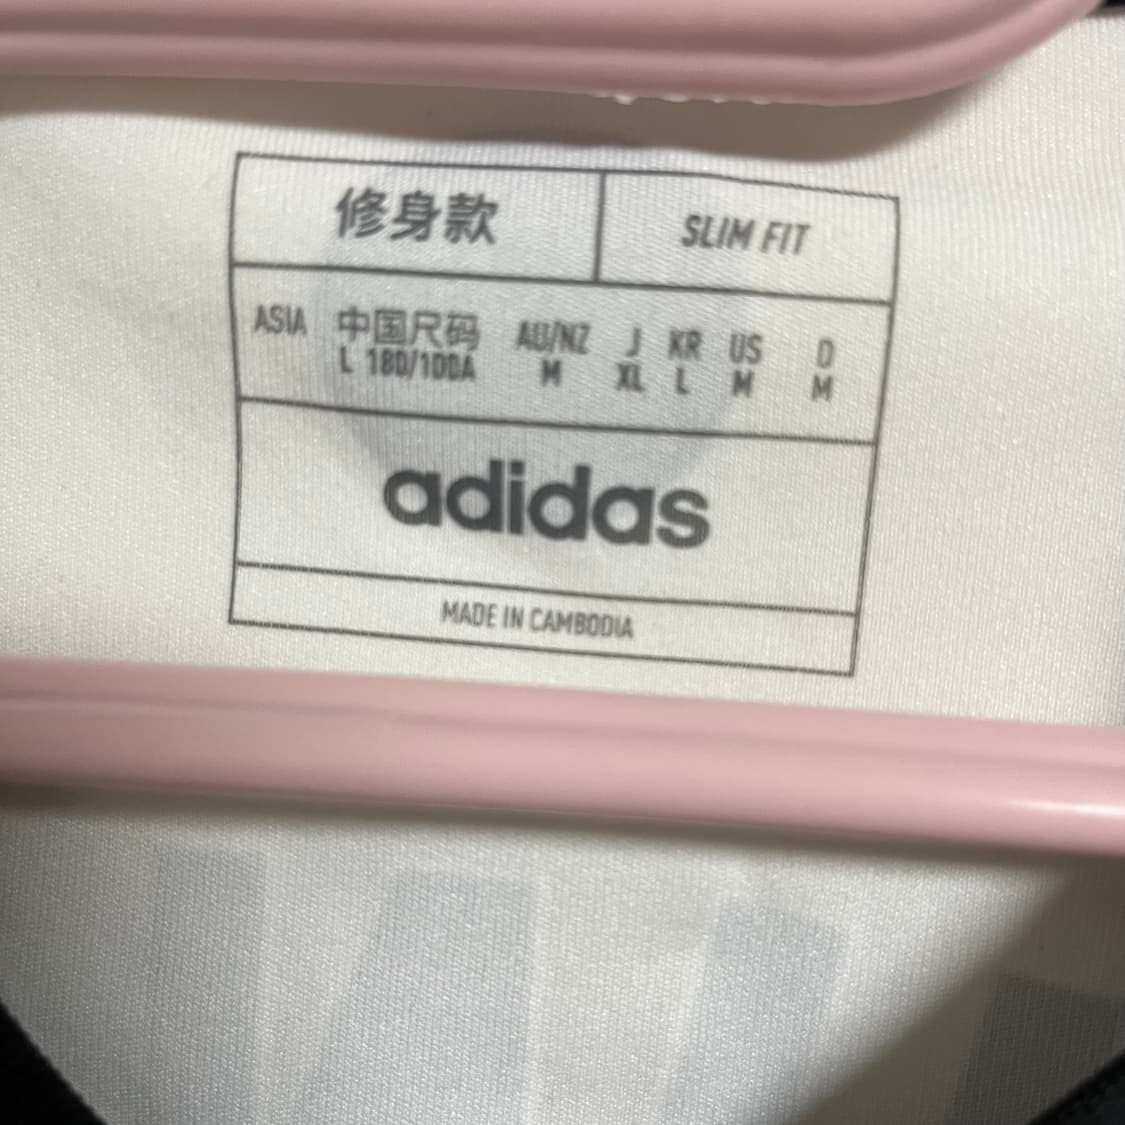 修身款 SLIM FIT
ASIA 中国尺码 AU/NZ J KR US D
L 180/100A M XL L M M
adidas
MADE IN CAMBODIA